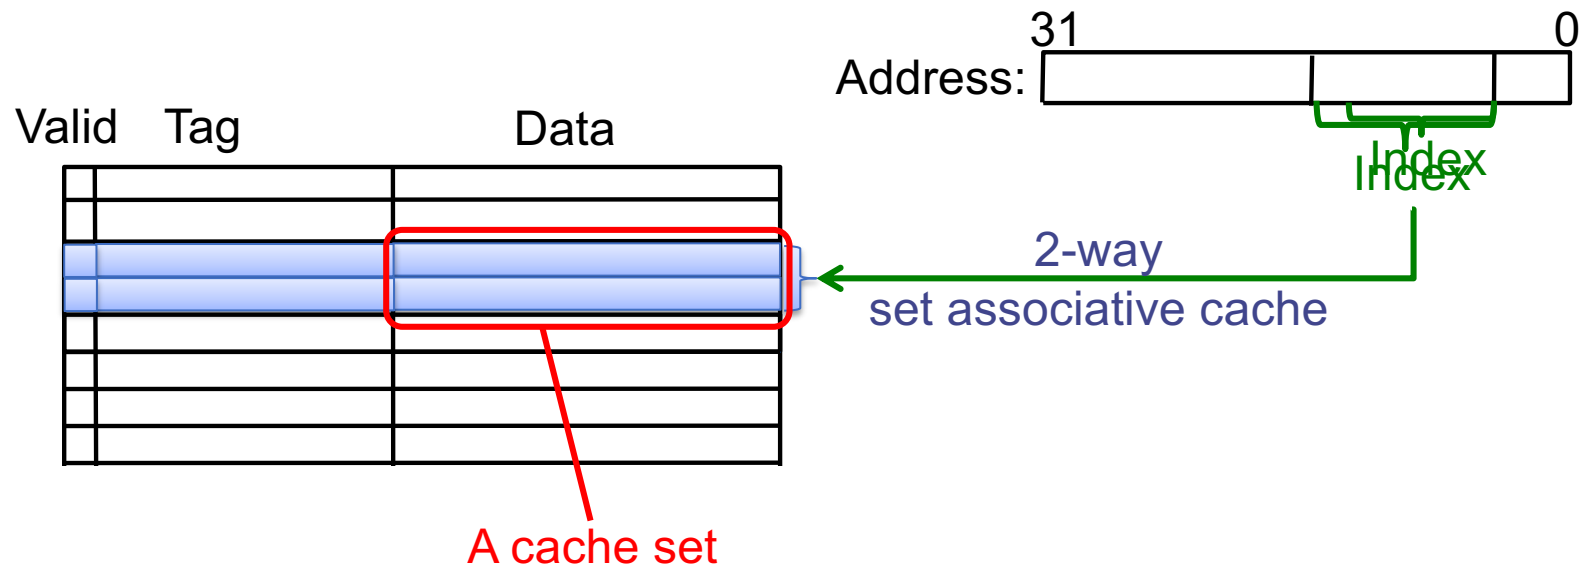 31 0
Address:
Valid Tag Data
Index
Index
2-way
set associative cache
A cache set